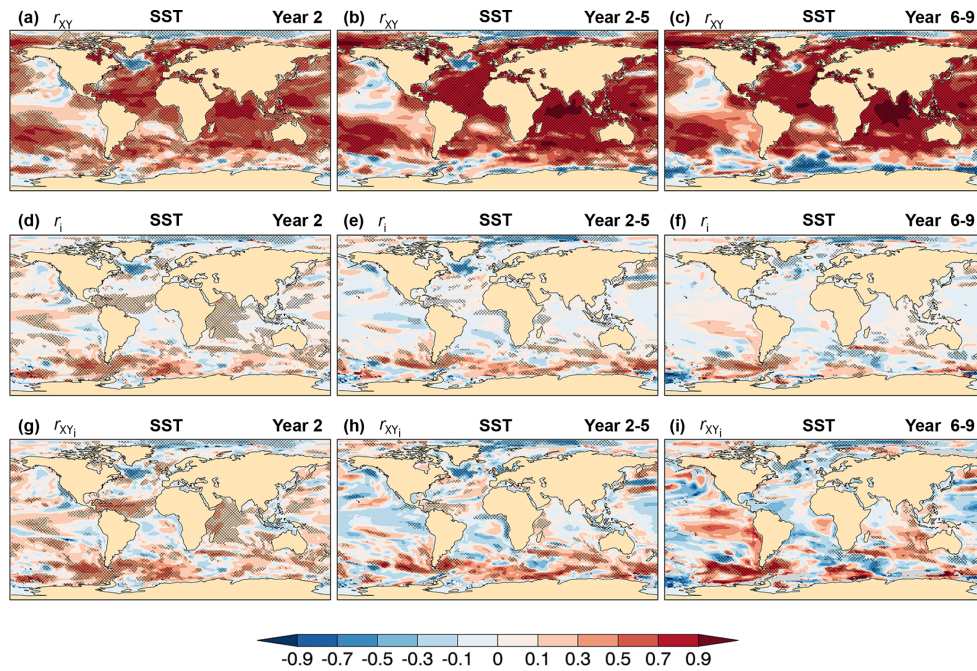 (a) rXY SST Year 2
(b) rXY SST Year 2-5
(c) rXY SST Year 6-9
(d) ri SST Year 2
(e) ri SST Year 2-5
(f) ri SST Year 6-9
(g) rXYi SST Year 2
(h) rXYi SST Year 2-5
(i) rXYi SST Year 6-9
-0.9 -0.7 -0.5 -0.3 -0.1 0 0.1 0.3 0.5 0.7 0.9